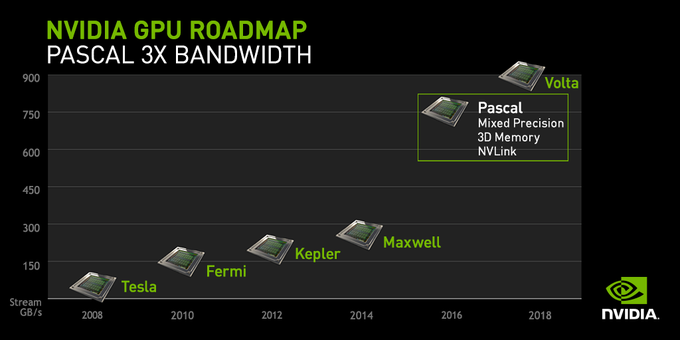 NVIDIA GPU ROADMAP
PASCAL 3X BANDWIDTH
900
Volta
750
Pascal
Mixed Precision
3D Memory
NVLink
600
450
300
Maxwell
Kepler
150
Fermi
Tesla
Stream
GB/s
2008 2010 2012 2014 2016 2018
NVIDIA.